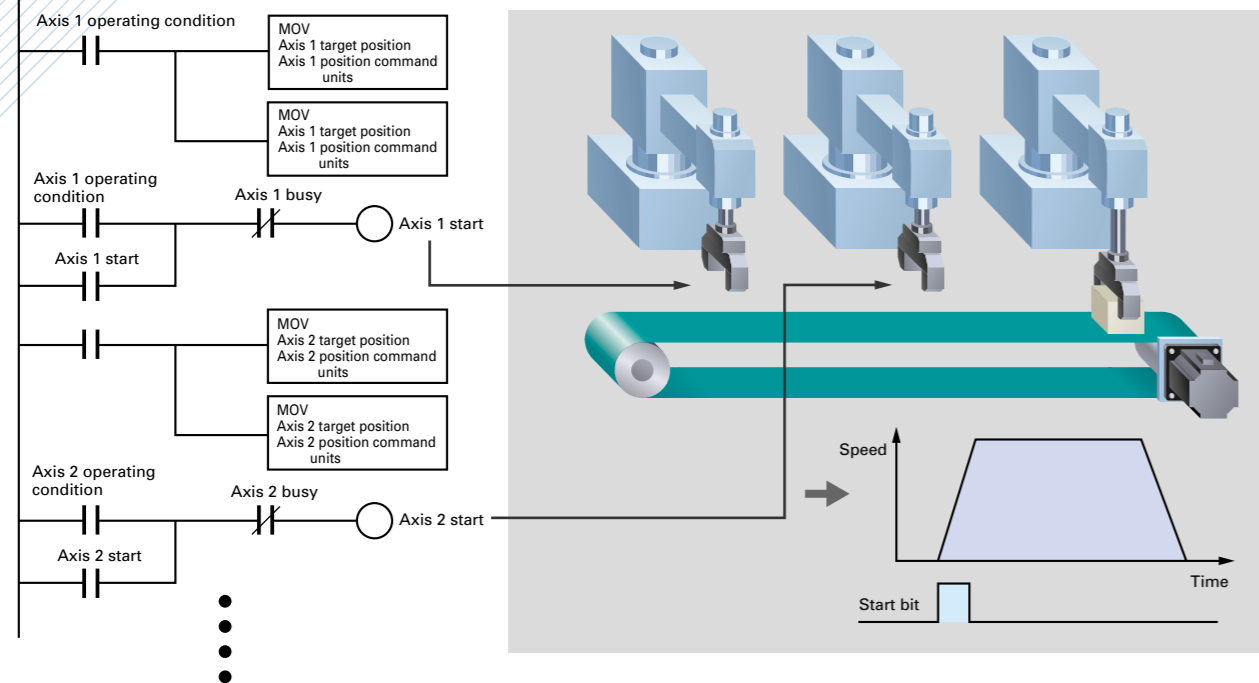 Axis 1 operating condition
MOV
Axis 1 target position
Axis 1 position command
units
MOV
Axis 1 target position
Axis 1 position command
units
Axis 1 operating
condition
Axis 1 busy
Axis 1 start
Axis 1 start
MOV
Axis 2 target position
Axis 2 position command
units
MOV
Axis 2 target position
Axis 2 position command
units
Axis 2 operating
condition
Axis 2 busy
Axis 2 start
Axis 2 start
Speed
Time
Start bit